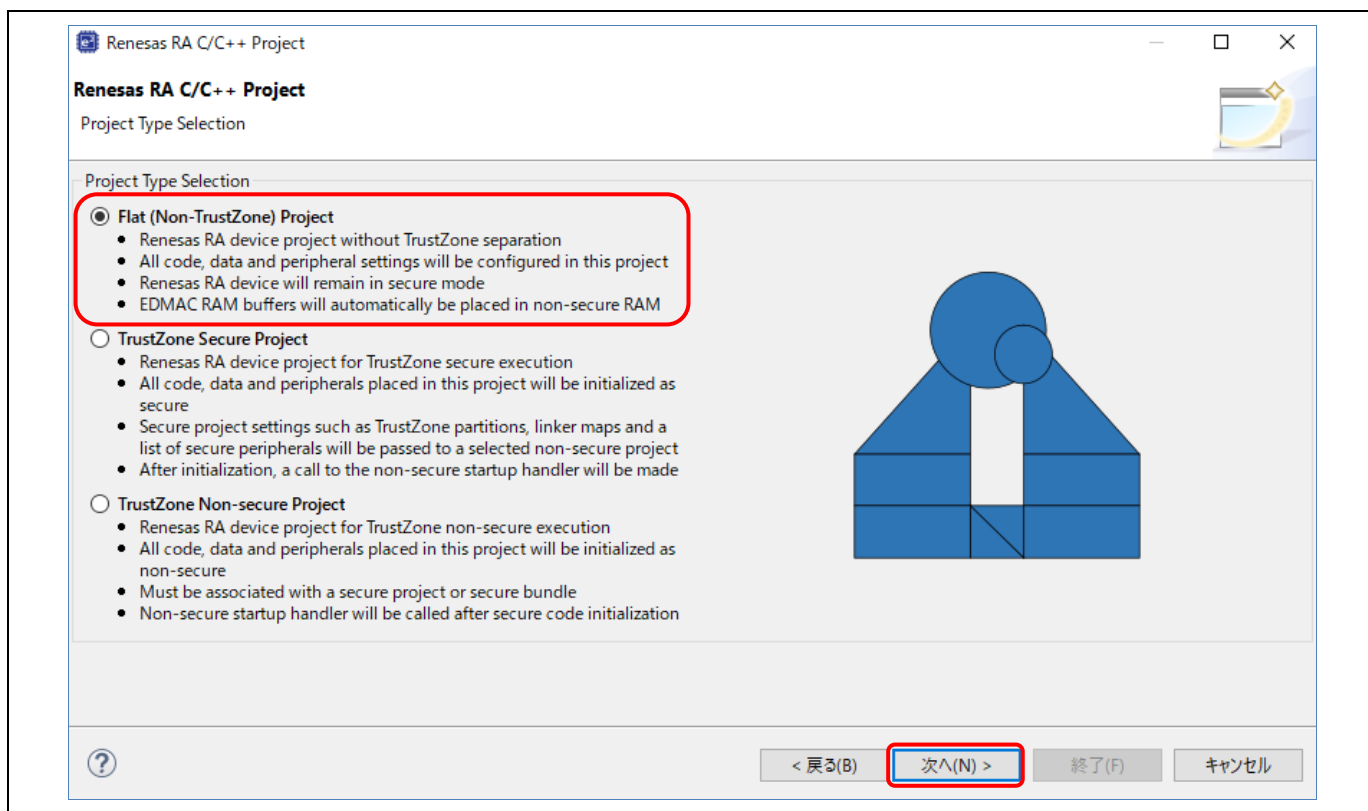 Renesas RA C/C++ Project
Renesas RA C/C++ Project
Project Type Selection
Project Type Selection
Flat (Non-TrustZone) Project
• Renesas RA device project without TrustZone separation
• All code, data and peripheral settings will be configured in this project
• Renesas RA device will remain in secure mode
• EDMAC RAM buffers will automatically be placed in non-secure RAM
TrustZone Secure Project
• Renesas RA device project for TrustZone secure execution
• All code, data and peripherals placed in this project will be initialized as
secure
• Secure project settings such as TrustZone partitions, linker maps and a
list of secure peripherals will be passed to a selected non-secure project
• After initialization, a call to the non-secure startup handler will be made
TrustZone Non-secure Project
• Renesas RA device project for TrustZone non-secure execution
• All code, data and peripherals placed in this project will be initialized as
non-secure
• Must be associated with a secure project or secure bundle
• Non-secure startup handler will be called after secure code initialization
? < 戻る(B) 次へ(N) > 終了(F) キャンセル